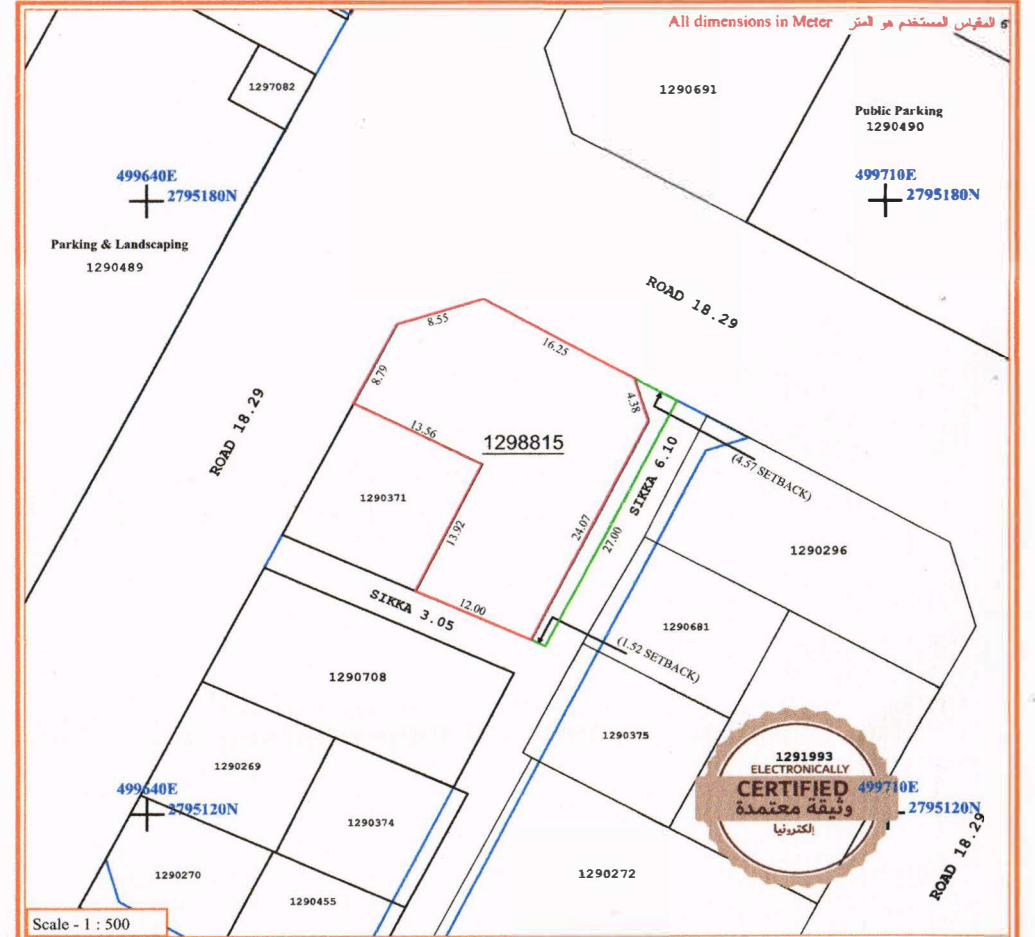 All dimensions in Meter المقياس المستخدم هو المتر
1297082
1290691
Public Parking
1290490
499640E
2795180N
499710E
2795180N
Parking & Landscaping
1290489
ROAD 18.29
8.55
16.25
8.79
4.38
ROAD 18.29
13.56
1298815
SIKKA 6.10
(4.57 SETBACK)
1290371
13.92
24.07
27.00
1290296
SIKKA 3.05
12.00
1290681
(1.52 SETBACK)
1290708
1290375
1290269
1291993
ELECTRONICALLY
CERTIFIED
وثيقة معتمدة
إلكترونيا
499640E
2795120N
499710E
2795120N
1290374
ROAD 18.29
1290270
1290272
1290455
Scale - 1 : 500